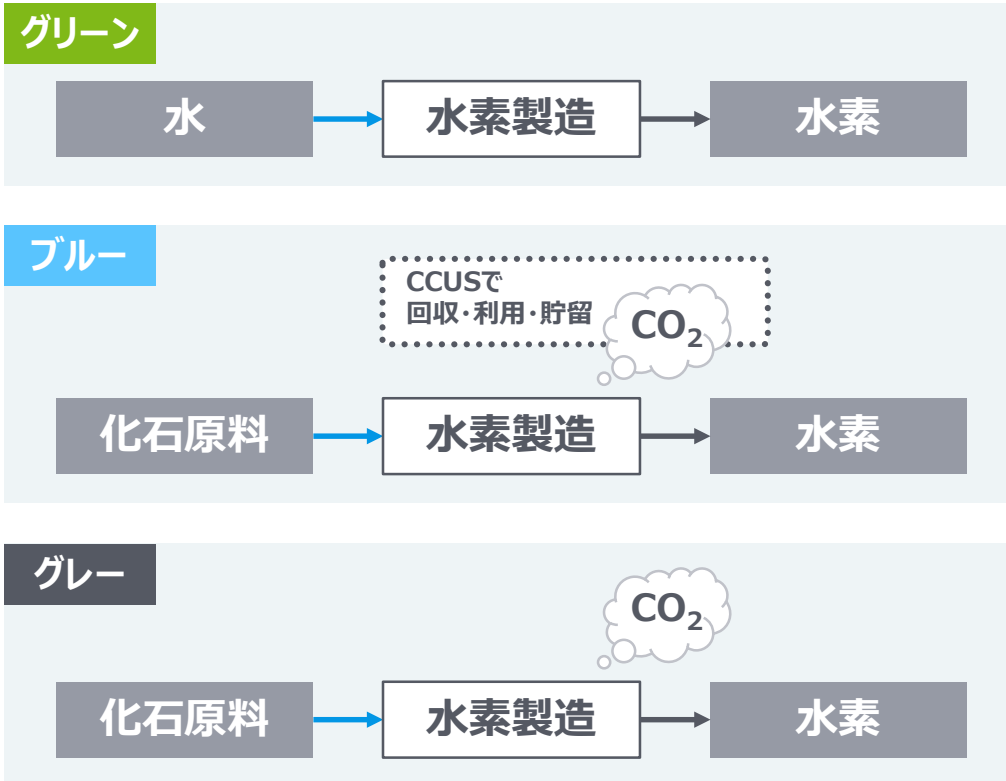 グリーン
水
水素製造
水素
ブルー
CCUSで
回収・利用・貯留
CO₂
化石原料
水素製造
水素
グレー
CO₂
化石原料
水素製造
水素